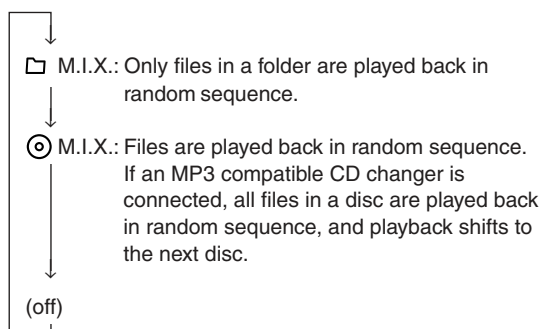 M.I.X.: Only files in a folder are played back in
random sequence.
M.I.X.: Files are played back in random sequence.
If an MP3 compatible CD changer is
connected, all files in a disc are played back
in random sequence, and playback shifts to
the next disc.
(off)